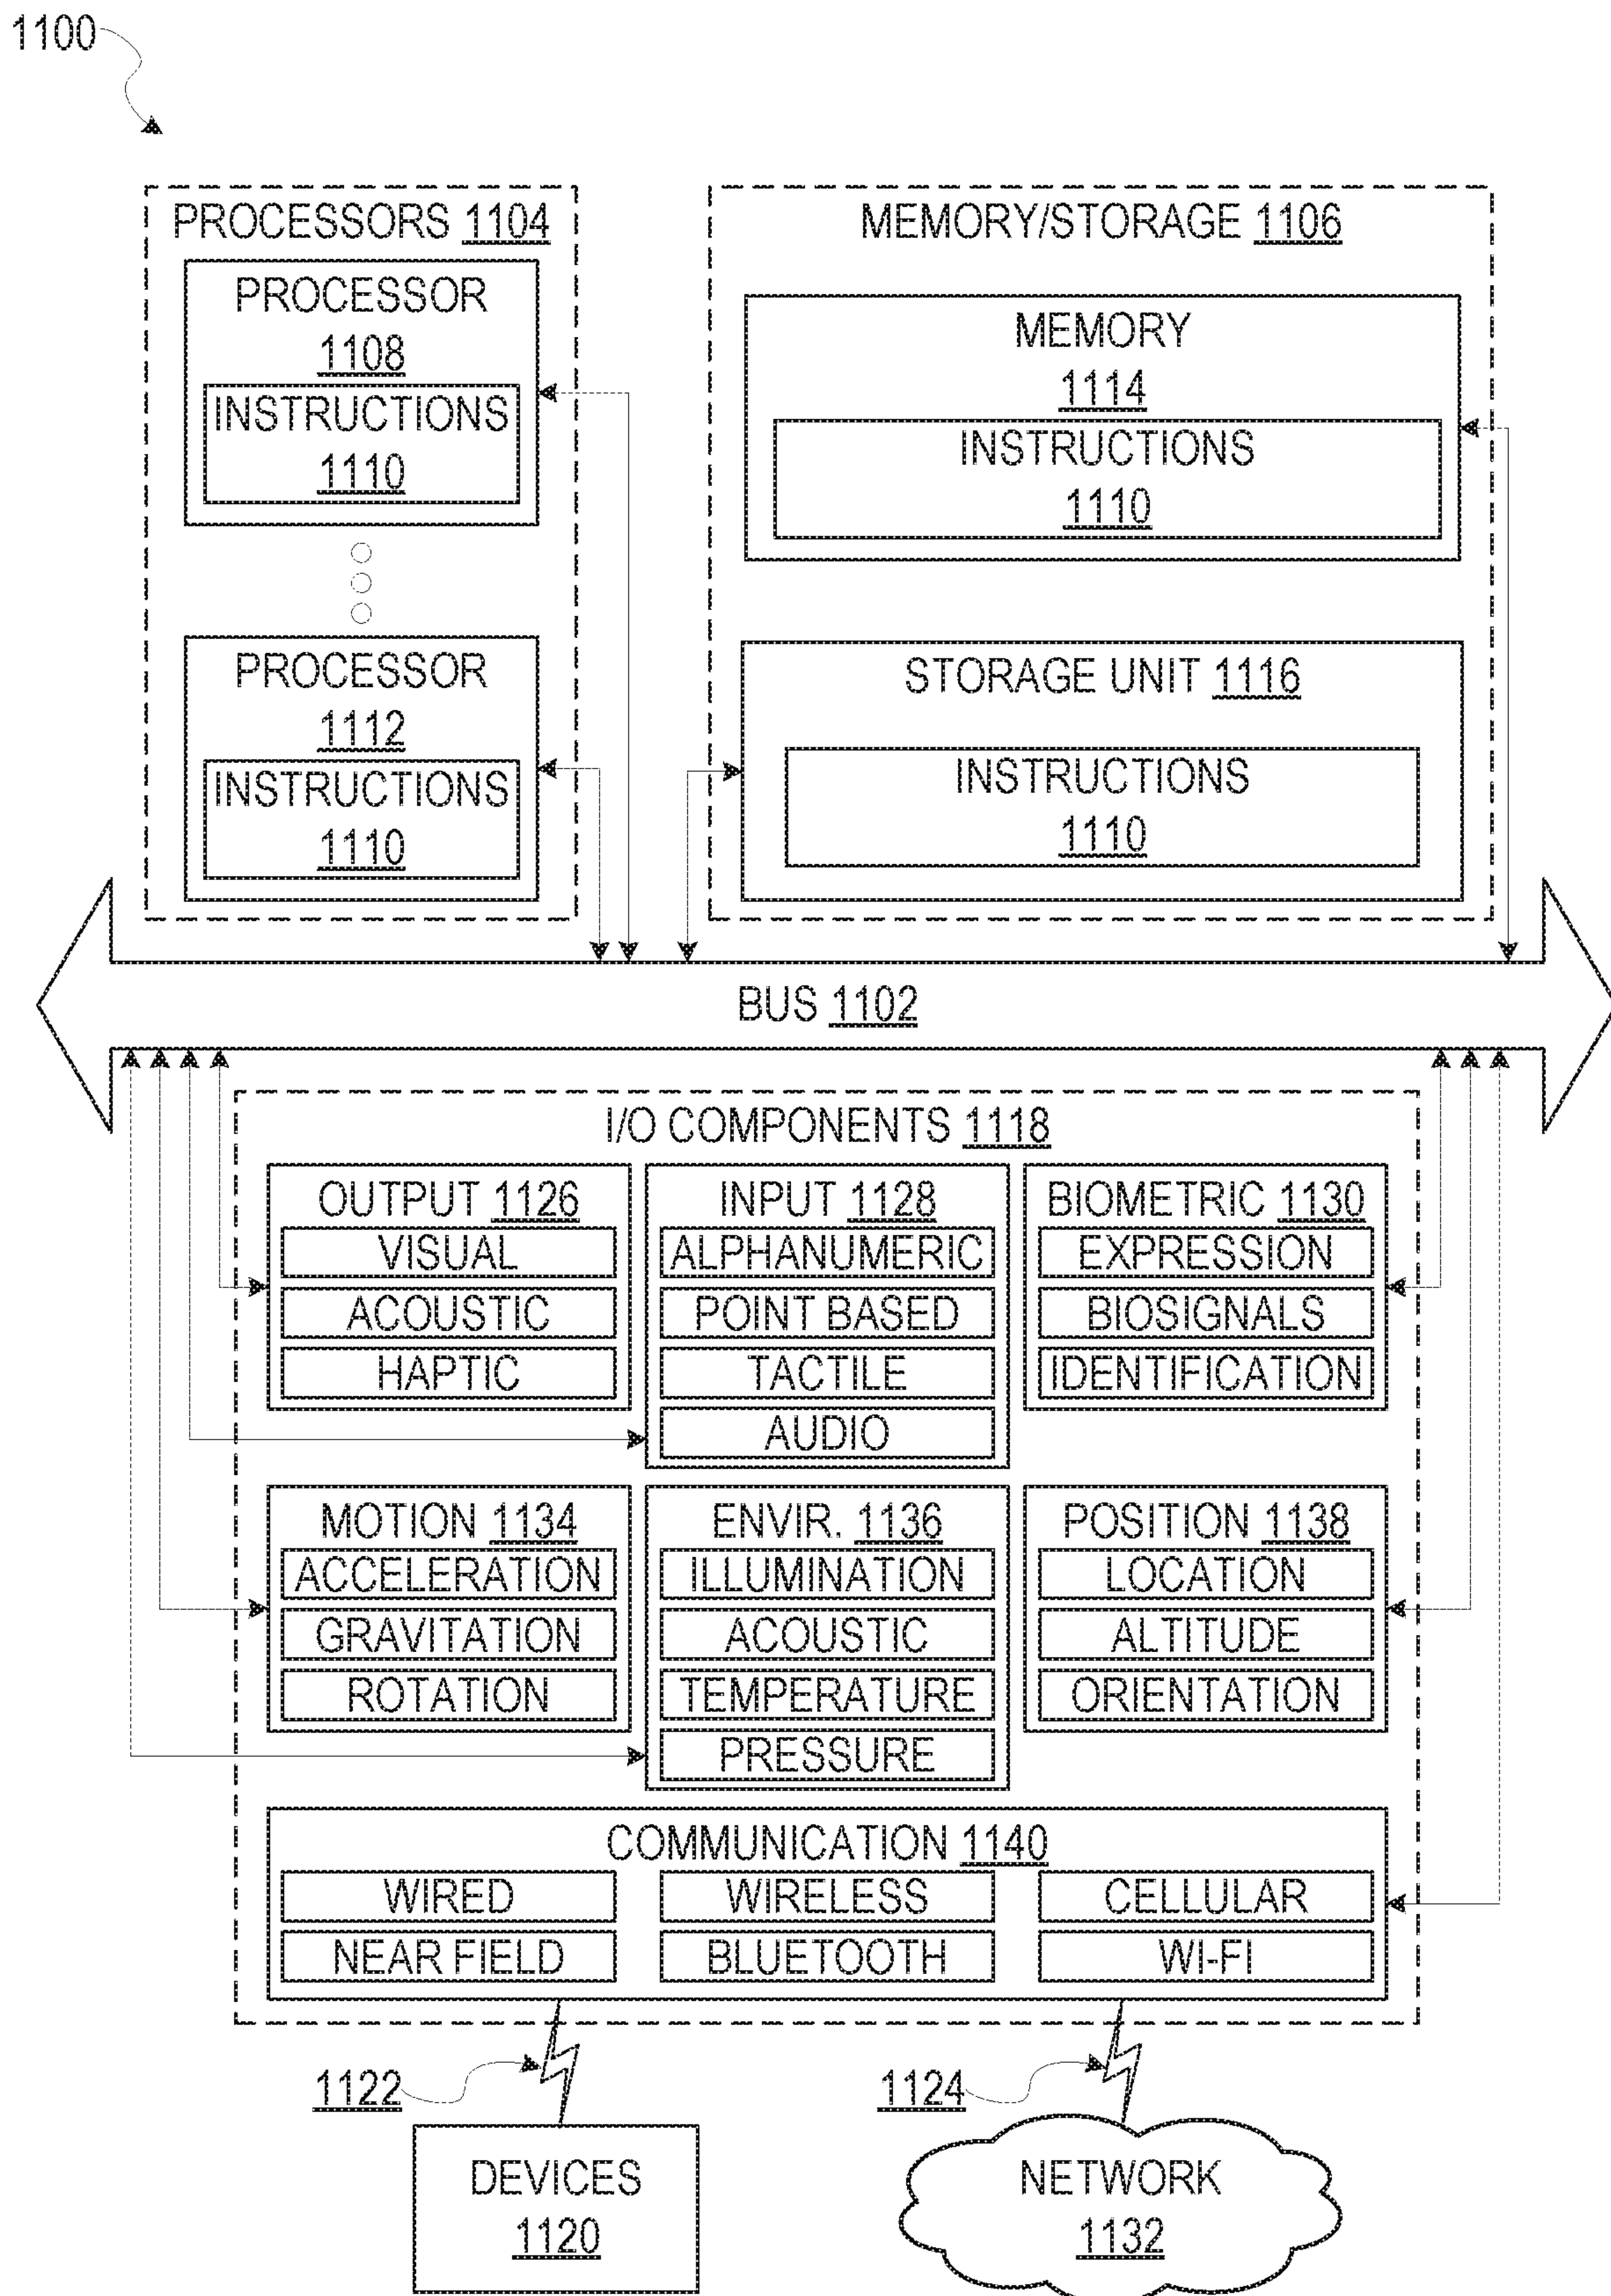 1100
PROCESSORS 1104
PROCESSOR
1108
INSTRUCTIONS
1110
PROCESSOR
1112
INSTRUCTIONS
1110
MEMORY/STORAGE 1106
MEMORY
1114
INSTRUCTIONS
1110
STORAGE UNIT 1116
INSTRUCTIONS
1110
BUS 1102
I/O COMPONENTS 1118
OUTPUT 1126
VISUAL
ACOUSTIC
HAPTIC
INPUT 1128
ALPHANUMERIC
POINT BASED
TACTILE
AUDIO
BIOMETRIC 1130
EXPRESSION
BIOSIGNALS
IDENTIFICATION
MOTION 1134
ACCELERATION
GRAVITATION
ROTATION
ENVIR. 1136
ILLUMINATION
ACOUSTIC
TEMPERATURE
PRESSURE
POSITION 1138
LOCATION
ALTITUDE
ORIENTATION
COMMUNICATION 1140
WIRED
WIRELESS
CELLULAR
NEAR FIELD
BLUETOOTH
WI-FI
1122
1124
DEVICES
1120
NETWORK
1132